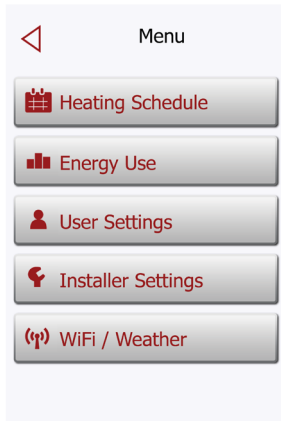 Menu
Heating Schedule
Energy Use
User Settings
Installer Settings
WiFi / Weather